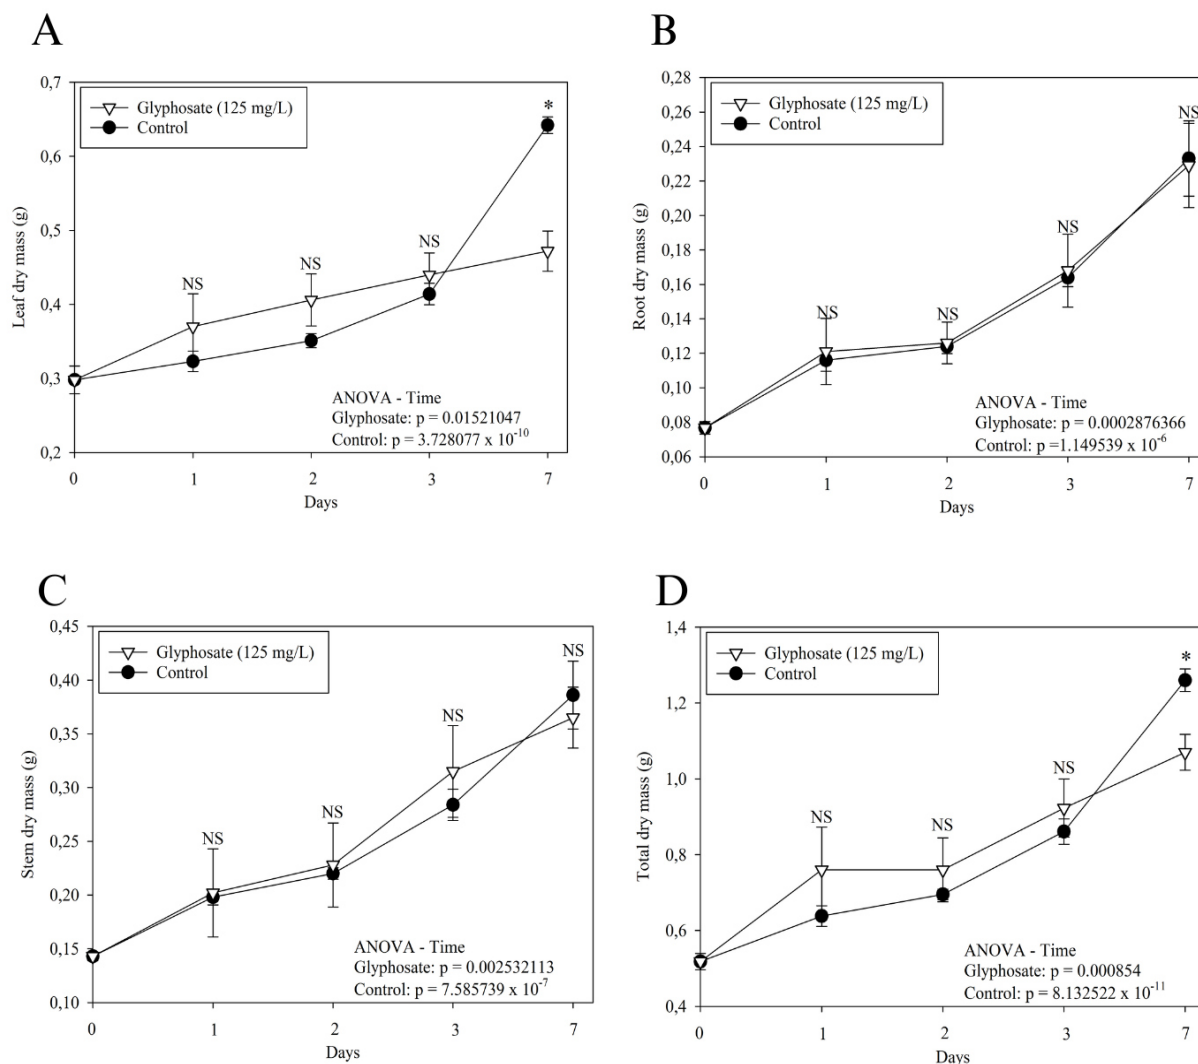 A
0,7
0,6
0,5
0,4
0,3
0,2
Leaf dry mass (g)
Glyphosate (125 mg/L)
Control
NS
NS
NS
*
ANOVA - Time
Glyphosate: p = 0.01521047
Control: p = 3.728077 x 10⁻¹⁰
0 1 2 3 7
Days
B
0,28
0,26
0,24
0,22
0,20
0,18
0,16
0,14
0,12
0,10
0,08
0,06
Root dry mass (g)
Glyphosate (125 mg/L)
Control
NS
NS
NS
NS
ANOVA - Time
Glyphosate: p = 0.0002876366
Control: p =1.149539 x 10⁻⁶
0 1 2 3 7
Days
C
0,45
0,40
0,35
0,30
0,25
0,20
0,15
0,10
Stem dry mass (g)
Glyphosate (125 mg/L)
Control
NS
NS
NS
NS
ANOVA - Time
Glyphosate: p = 0.002532113
Control: p = 7.585739 x 10⁻⁷
0 1 2 3 7
Days
D
1,4
1,2
1,0
0,8
0,6
0,4
Total dry mass (g)
Glyphosate (125 mg/L)
Control
NS
NS
NS
*
ANOVA - Time
Glyphosate: p = 0.000854
Control: p = 8.132522 x 10⁻¹¹
0 1 2 3 7
Days